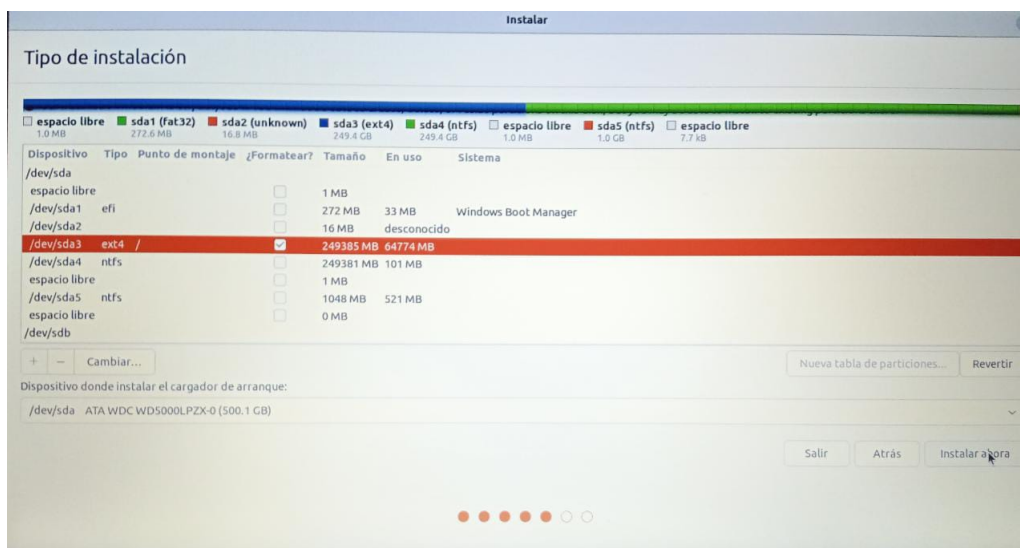 Instalar
Tipo de instalación
espacio libre sda1 (fat32) sda2 (unknown) sda3 (ext4) sda4 (ntfs) espacio libre sda5 (ntfs) espacio libre
1.0 MB 272.6 MB 16.8 MB 249.4 GB 249.4 GB 1.0 MB 1.0 GB 7.7 kB
Dispositivo Tipo Punto de montaje ¿Formatear? Tamaño En uso Sistema
/dev/sda
espacio libre 1 MB
/dev/sda1 efi 272 MB 33 MB Windows Boot Manager
/dev/sda2 16 MB desconocido
/dev/sda3 ext4 / 249385 MB 64774 MB
/dev/sda4 ntfs 249381 MB 101 MB
espacio libre 1 MB
/dev/sda5 ntfs 1048 MB 521 MB
espacio libre 0 MB
/dev/sdb
+ − Cambiar... Nueva tabla de particiones... Revertir
Dispositivo donde instalar el cargador de arranque:
/dev/sda ATA WDC WD5000LPZX-0 (500.1 GB)
Salir Atrás Instalar ahora